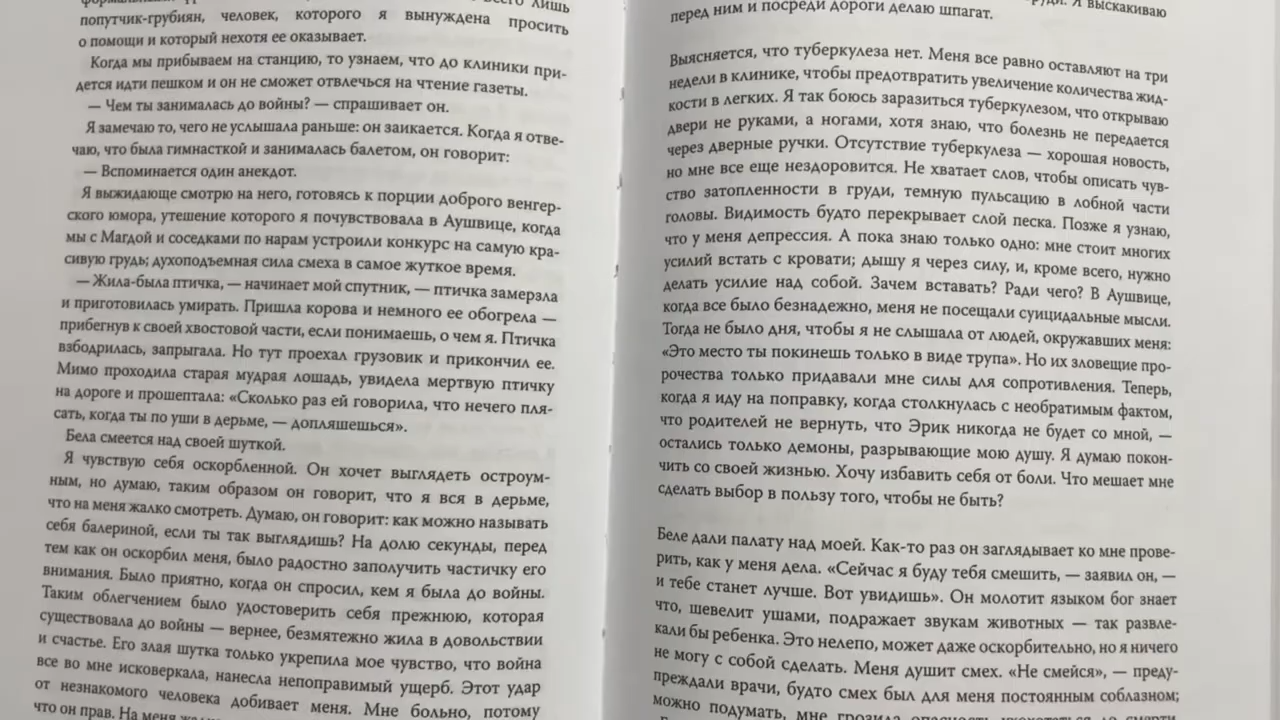 всего лишь
попутчик-грубиян, человек, которого я вынуждена просить
о помощи и который нехотя ее оказывает.
Когда мы прибываем на станцию, то узнаем, что до клиники при-
дется идти пешком и он не сможет отвлечься на чтение газеты.
— Чем ты занималась до войны? — спрашивает он.
Я замечаю то, чего не услышала раньше: он заикается. Когда я отве-
чаю, что была гимнасткой и занималась балетом, он говорит:
— Вспоминается один анекдот.
Я выжидающе смотрю на него, готовясь к порции доброго венгер-
ского юмора, утешение которого я почувствовала в Аушвице, когда
мы с Магдой и соседками по нарам устроили конкурс на самую кра-
сивую грудь; духоподъемная сила смеха в самое жуткое время.
— Жила-была птичка, — начинает мой спутник, — птичка замерзла
и приготовилась умирать. Пришла корова и немного ее обогрела —
прибегнув к своей хвостовой части, если понимаешь, о чем я. Птичка
взбодрилась, запрыгала. Но тут проехал грузовик и прикончил ее.
Мимо проходила старая мудрая лошадь, увидела мертвую птичку
на дороге и прошептала: «Сколько раз ей говорила, что нечего пля-
сать, когда ты по уши в дерьме, — допляшешься».
Бела смеется над своей шуткой.
Я чувствую себя оскорбленной. Он хочет выглядеть остроум-
ным, но думаю, таким образом он говорит, что я вся в дерьме,
что на меня жалко смотреть. Думаю, он говорит: как можно называть
себя балериной, если ты так выглядишь? На долю секунды, перед
тем как он оскорбил меня, было радостно заполучить частичку его
внимания. Было приятно, когда он спросил, кем я была до войны.
Таким облегчением было удостоверить себя прежнюю, которая
существовала до войны — вернее, безмятежно жила в довольствии
и счастье. Его злая шутка только укрепила мое чувство, что война
все во мне исковеркала, нанесла непоправимый ущерб. Этот удар
от незнакомого человека добивает меня. Мне больно, потому
что он прав. На меня
Я выскакиваю
перед ним и посреди дороги делаю шпагат.
Выясняется, что туберкулеза нет. Меня все равно оставляют на три
недели в клинике, чтобы предотвратить увеличение количества жид-
кости в легких. Я так боюсь заразиться туберкулезом, что открываю
двери не руками, а ногами, хотя знаю, что болезнь не передается
через дверные ручки. Отсутствие туберкулеза — хорошая новость,
но мне все еще нездоровится. Не хватает слов, чтобы описать чув-
ство затопленности в груди, темную пульсацию в лобной части
головы. Видимость будто перекрывает слой песка. Позже я узнаю,
что у меня депрессия. А пока знаю только одно: мне стоит многих
усилий встать с кровати; дышу я через силу, и, кроме всего, нужно
делать усилие над собой. Зачем вставать? Ради чего? В Аушвице,
когда все было безнадежно, меня не посещали суицидальные мысли.
Тогда не было дня, чтобы я не слышала от людей, окружавших меня:
«Это место ты покинешь только в виде трупа». Но их зловещие про-
рочества только придавали мне силы для сопротивления. Теперь,
когда я иду на поправку, когда столкнулась с необратимым фактом,
что родителей не вернуть, что Эрик никогда не будет со мной, —
остались только демоны, разрывающие мою душу. Я думаю покон-
чить со своей жизнью. Хочу избавить себя от боли. Что мешает мне
сделать выбор в пользу того, чтобы не быть?
Беле дали палату над моей. Как-то раз он заглядывает ко мне прове-
рить, как у меня дела. «Сейчас я буду тебя смешить, — заявил он, —
и тебе станет лучше. Вот увидишь». Он молотит языком бог знает
что, шевелит ушами, подражает звукам животных — так развле-
кали бы ребенка. Это нелепо, может даже оскорбительно, но я ничего
не могу с собой сделать. Меня душит смех. «Не смейся», — преду-
преждали врачи, будто смех был для меня постоянным соблазном;
можно подумать, мне грозила опасность